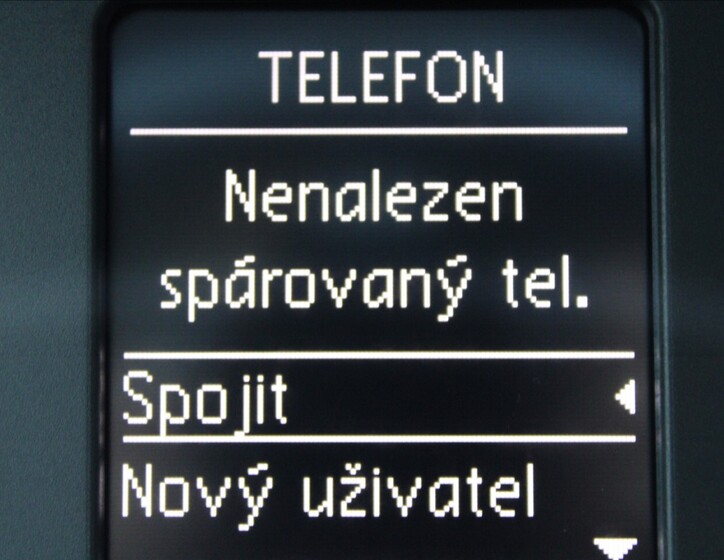 TELEFON
Nenalezen
spárovaný tel.
Spojit
Nový uživatel